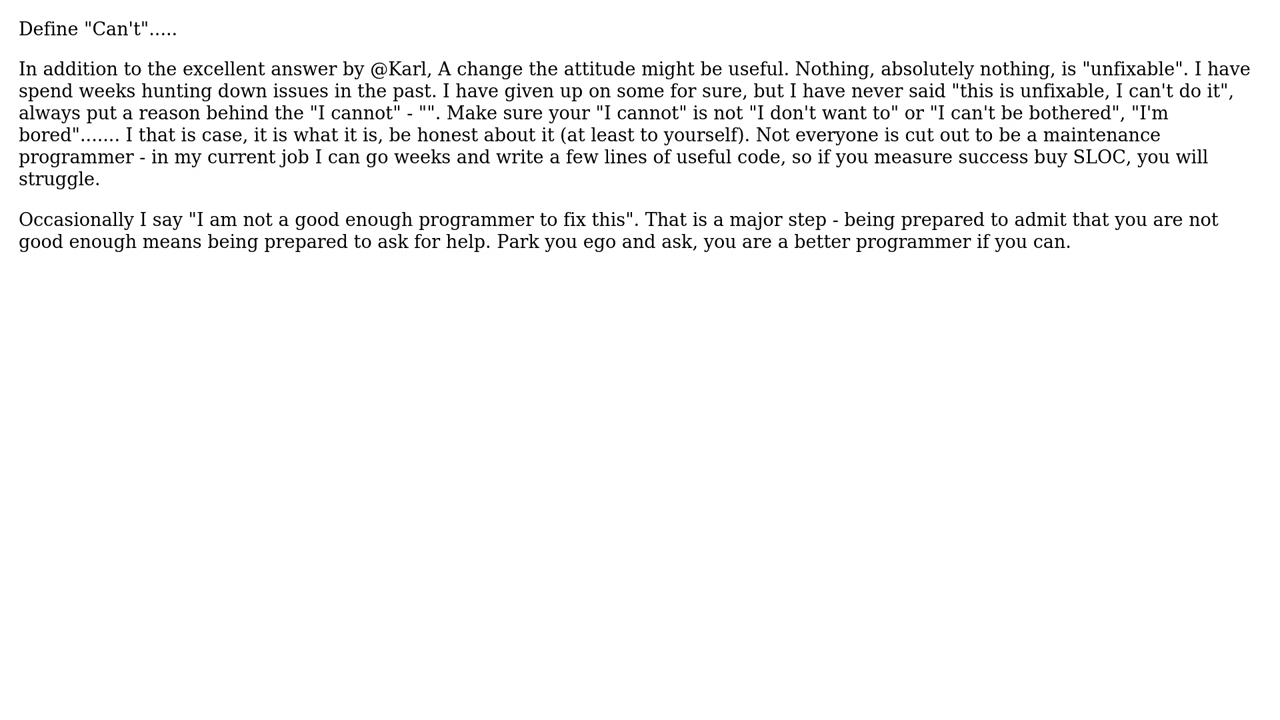 Define "Can't".....
In addition to the excellent answer by @Karl, A change the attitude might be useful. Nothing, absolutely nothing, is "unfixable". I have
spend weeks hunting down issues in the past. I have given up on some for sure, but I have never said "this is unfixable, I can't do it",
always put a reason behind the "I cannot" - "". Make sure your "I cannot" is not "I don't want to" or "I can't be bothered", "I'm
bored"....... I that is case, it is what it is, be honest about it (at least to yourself). Not everyone is cut out to be a maintenance
programmer - in my current job I can go weeks and write a few lines of useful code, so if you measure success buy SLOC, you will
struggle.
Occasionally I say "I am not a good enough programmer to fix this". That is a major step - being prepared to admit that you are not
good enough means being prepared to ask for help. Park you ego and ask, you are a better programmer if you can.